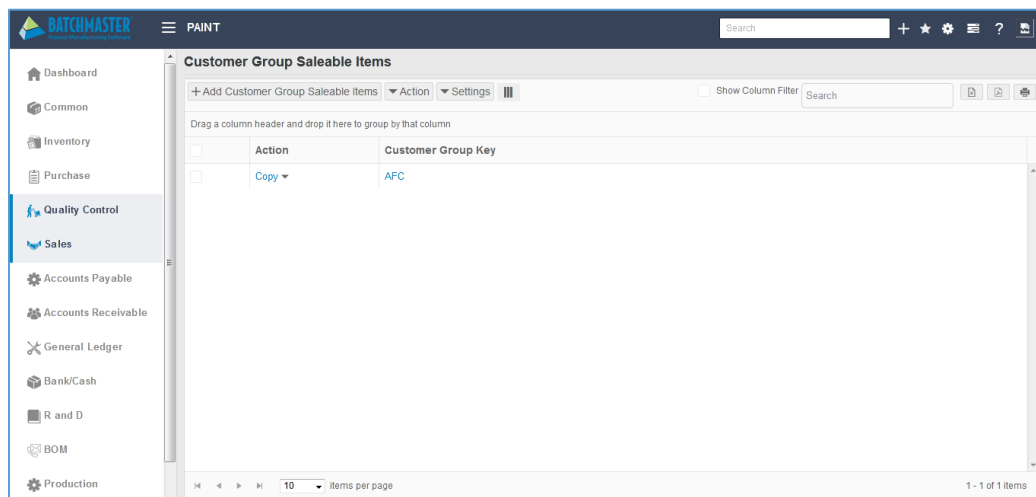 BATCHMASTER
Process Manufacturing Software
PAINT
Search
?
Dashboard
Common
Inventory
Purchase
Quality Control
Sales
Accounts Payable
Accounts Receivable
General Ledger
Bank/Cash
R and D
BOM
Production
Customer Group Saleable Items
+Add Customer Group Saleable Items Action Settings
Show Column Filter Search
Drag a column header and drop it here to group by that column
Action Customer Group Key
Copy AFC
10 items per page
1 - 1 of 1 items